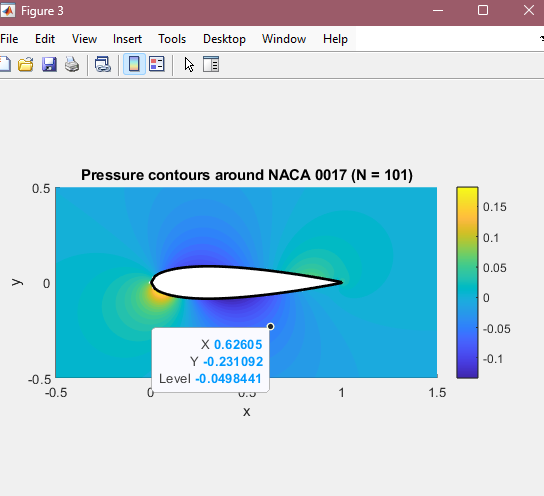 Figure 3
File Edit View Insert Tools Desktop Window Help
Pressure contours around NACA 0017 (N = 101)
0.5
0
-0.5
y
-0.5
0
0.5
1
1.5
x
X 0.62605
Y -0.231092
Level -0.0498441
0.15
0.1
0.05
0
-0.05
-0.1